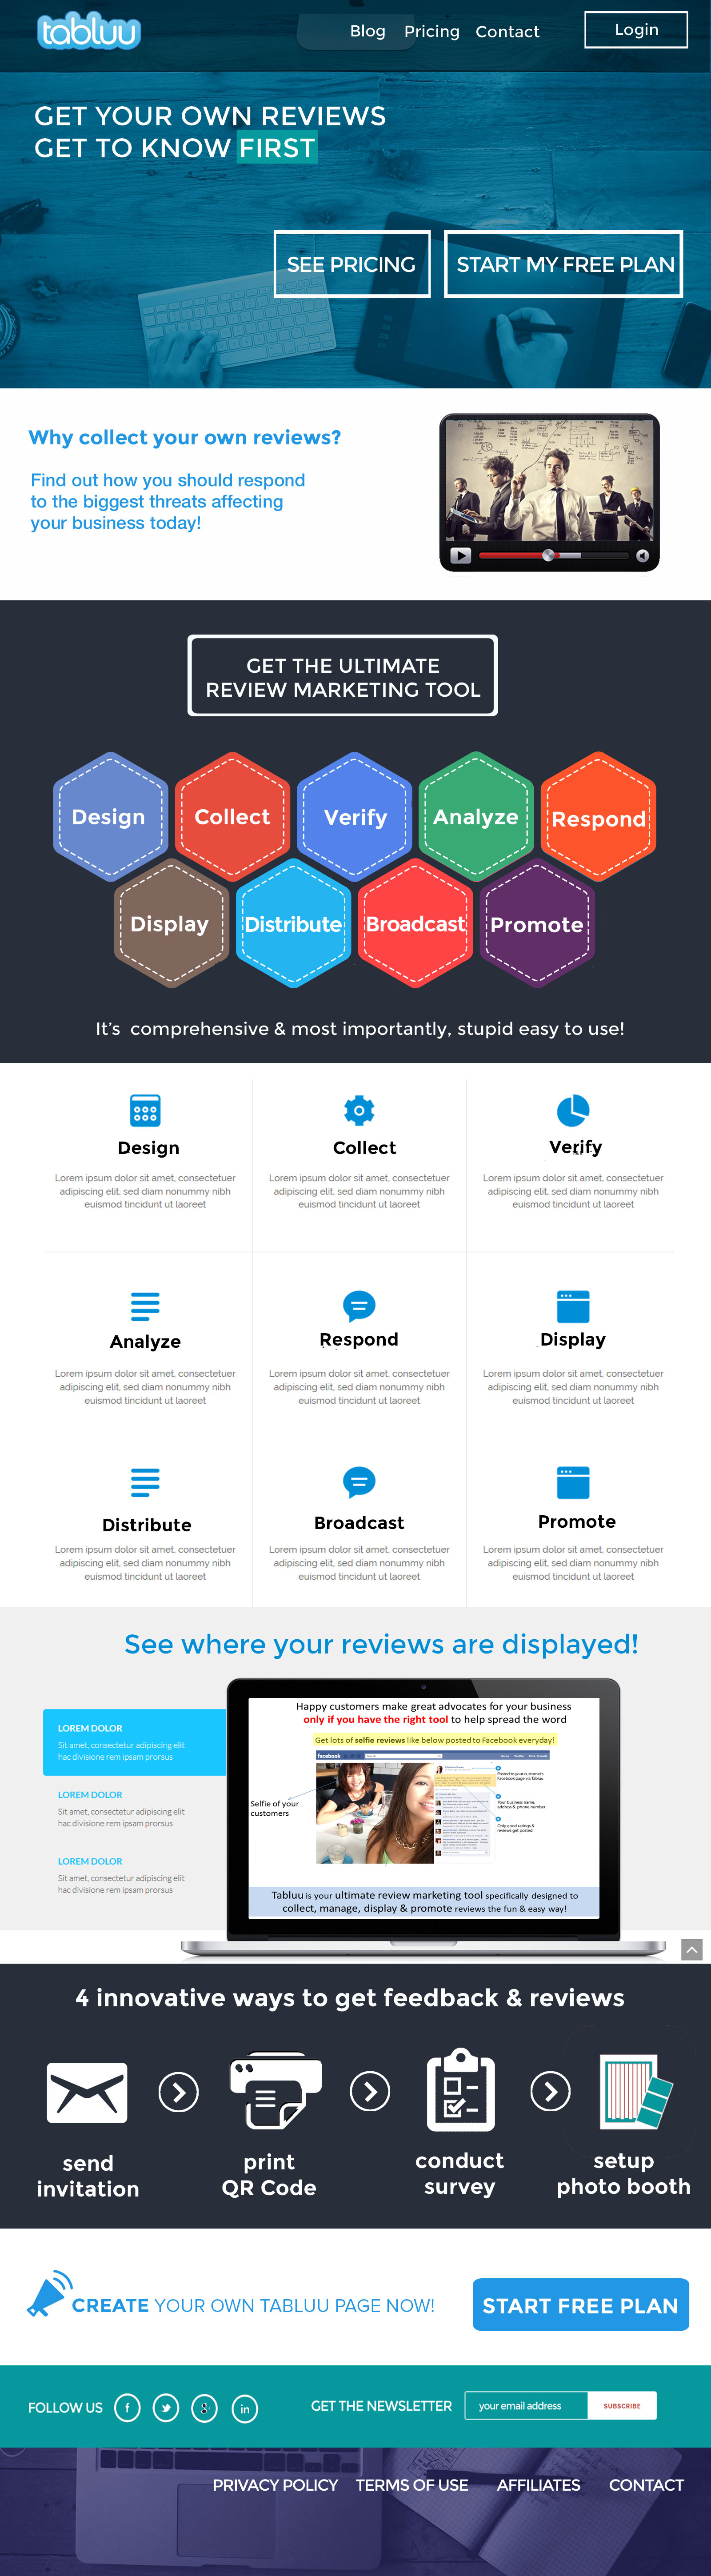 tabluu
Blog Pricing Contact Login
GET YOUR OWN REVIEWS
GET TO KNOW FIRST
SEE PRICING
START MY FREE PLAN
Why collect your own reviews?
Find out how you should respond
to the biggest threats affecting
your business today!
GET THE ULTIMATE
REVIEW MARKETING TOOL
Design
Collect
Verify
Analyze
Respond
Display
Distribute
Broadcast
Promote
It's comprehensive & most importantly, stupid easy to use!
Design
Lorem ipsum dolor sit amet, consectetuer
adipiscing elit, sed diam nonummy nibh
euismod tincidunt ut laoreet
Collect
Lorem ipsum dolor sit amet, consectetuer
adipiscing elit, sed diam nonummy nibh
euismod tincidunt ut laoreet
Verify
Lorem ipsum dolor sit amet, consectetuer
adipiscing elit, sed diam nonummy nibh
euismod tincidunt ut laoreet
Analyze
Lorem ipsum dolor sit amet, consectetuer
adipiscing elit, sed diam nonummy nibh
euismod tincidunt ut laoreet
Respond
Lorem ipsum dolor sit amet, consectetuer
adipiscing elit, sed diam nonummy nibh
euismod tincidunt ut laoreet
Display
Lorem ipsum dolor sit amet, consectetuer
adipiscing elit, sed diam nonummy nibh
euismod tincidunt ut laoreet
Distribute
Lorem ipsum dolor sit amet, consectetuer
adipiscing elit, sed diam nonummy nibh
euismod tincidunt ut laoreet
Broadcast
Lorem ipsum dolor sit amet, consectetuer
adipiscing elit, sed diam nonummy nibh
euismod tincidunt ut laoreet
Promote
Lorem ipsum dolor sit amet, consectetuer
adipiscing elit, sed diam nonummy nibh
euismod tincidunt ut laoreet
See where your reviews are displayed!
LOREM DOLOR
Sit amet, consectetur adipiscing elit
hac divisione rem ipsam prorsus
LOREM DOLOR
Sit amet, consectetur adipiscing elit
hac divisione rem ipsam prorsus
LOREM DOLOR
Sit amet, consectetur adipiscing elit
hac divisione rem ipsam prorsus
Happy customers make great advocates for your business
only if you have the right tool to help spread the word
Get lots of selfie reviews like below posted to Facebook everyday!
facebook
Selfie of your
customers
Posted to your customer's
Facebook page via Tabluu
Your business name,
address & phone number
Only good ratings &
reviews get posted!
Tabluu is your ultimate review marketing tool specifically designed to
collect, manage, display & promote reviews the fun & easy way!
4 innovative ways to get feedback & reviews
send
invitation
print
QR Code
conduct
survey
setup
photo booth
CREATE YOUR OWN TABLUU PAGE NOW!
START FREE PLAN
FOLLOW US
f
in
GET THE NEWSLETTER
your email address
SUBSCRIBE
PRIVACY POLICY TERMS OF USE AFFILIATES CONTACT